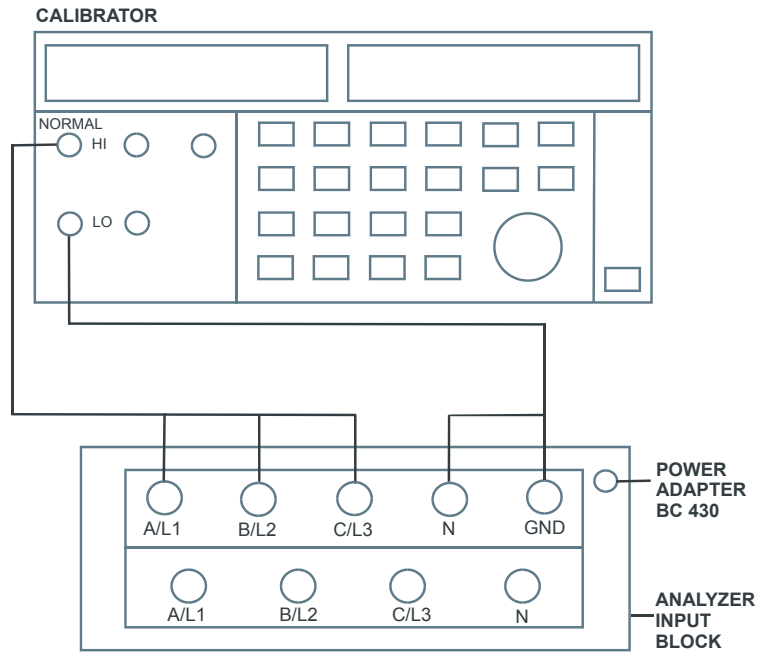 CALIBRATOR
NORMAL
HI
LO
POWER
ADAPTER
BC 430
A/L1
B/L2
C/L3
N
GND
A/L1
B/L2
C/L3
N
ANALYZER
INPUT
BLOCK